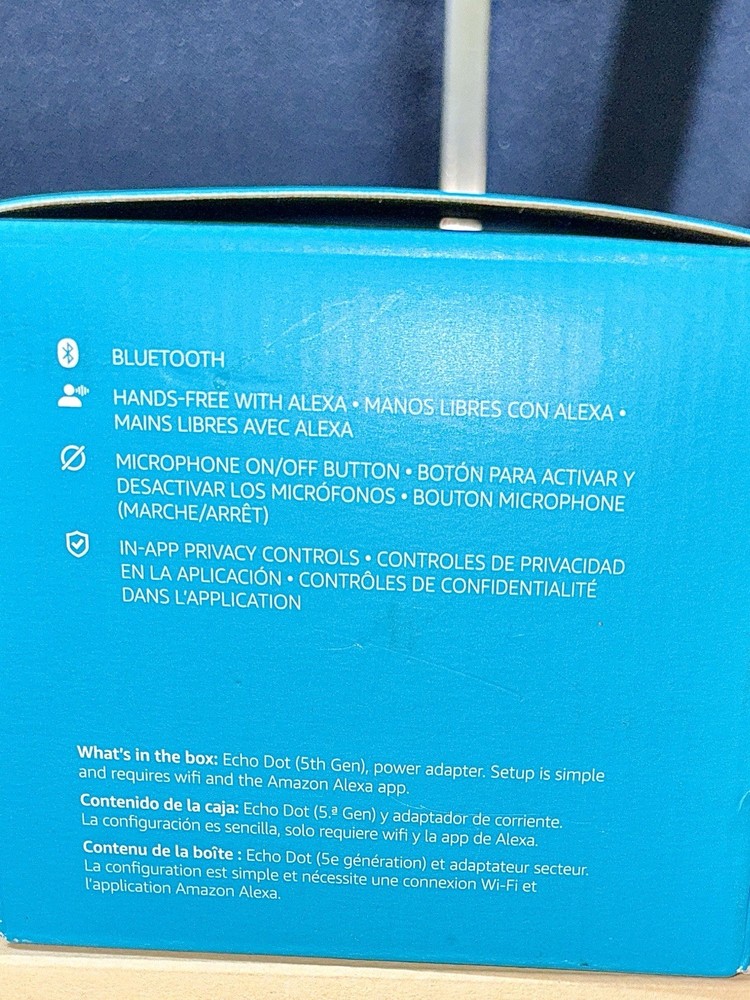 BLUETOOTH
HANDS-FREE WITH ALEXA • MANOS LIBRES CON ALEXA •
MAINS LIBRES AVEC ALEXA
MICROPHONE ON/OFF BUTTON • BOTÓN PARA ACTIVAR Y
DESACTIVAR LOS MICRÓFONOS • BOUTON MICROPHONE
(MARCHE/ARRÊT)
IN-APP PRIVACY CONTROLS • CONTROLES DE PRIVACIDAD
EN LA APLICACIÓN • CONTRÔLES DE CONFIDENTIALITÉ
DANS L'APPLICATION
What's in the box: Echo Dot (5th Gen), power adapter. Setup is simple
and requires wifi and the Amazon Alexa app.
Contenido de la caja: Echo Dot (5.ª Gen) y adaptador de corriente.
La configuración es sencilla, solo requiere wifi y la app de Alexa.
Contenu de la boîte : Echo Dot (5e génération) et adaptateur secteur.
La configuration est simple et nécessite une connexion Wi-Fi et
l'application Amazon Alexa.